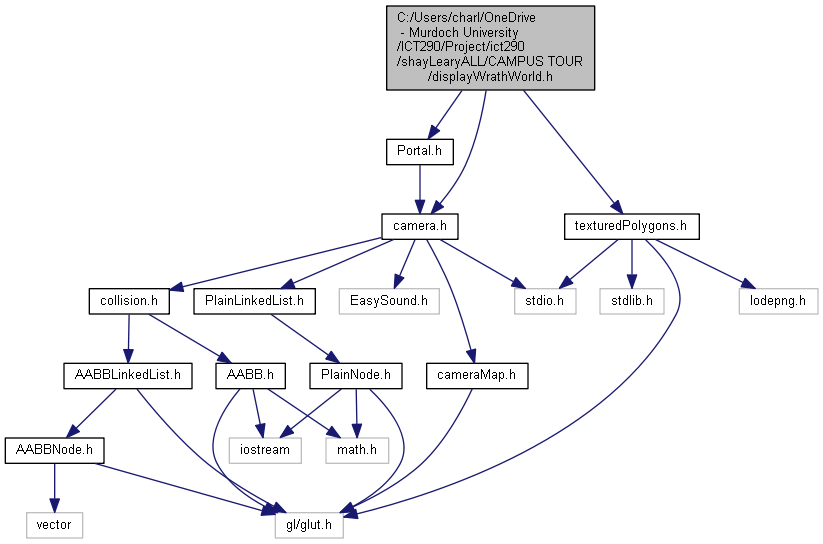 C:/Users/charl/OneDrive
- Murdoch University
/ICT290/Project/ict290
/shayLearyALL/CAMPUS TOUR
/displayWrathWorld.h
Portal.h
camera.h
texturedPolygons.h
collision.h
PlainLinkedList.h
EasySound.h
stdio.h
stdlib.h
lodepng.h
AABBLinkedList.h
AABB.h
PlainNode.h
cameraMap.h
AABBNode.h
iostream
math.h
vector
gl/glut.h